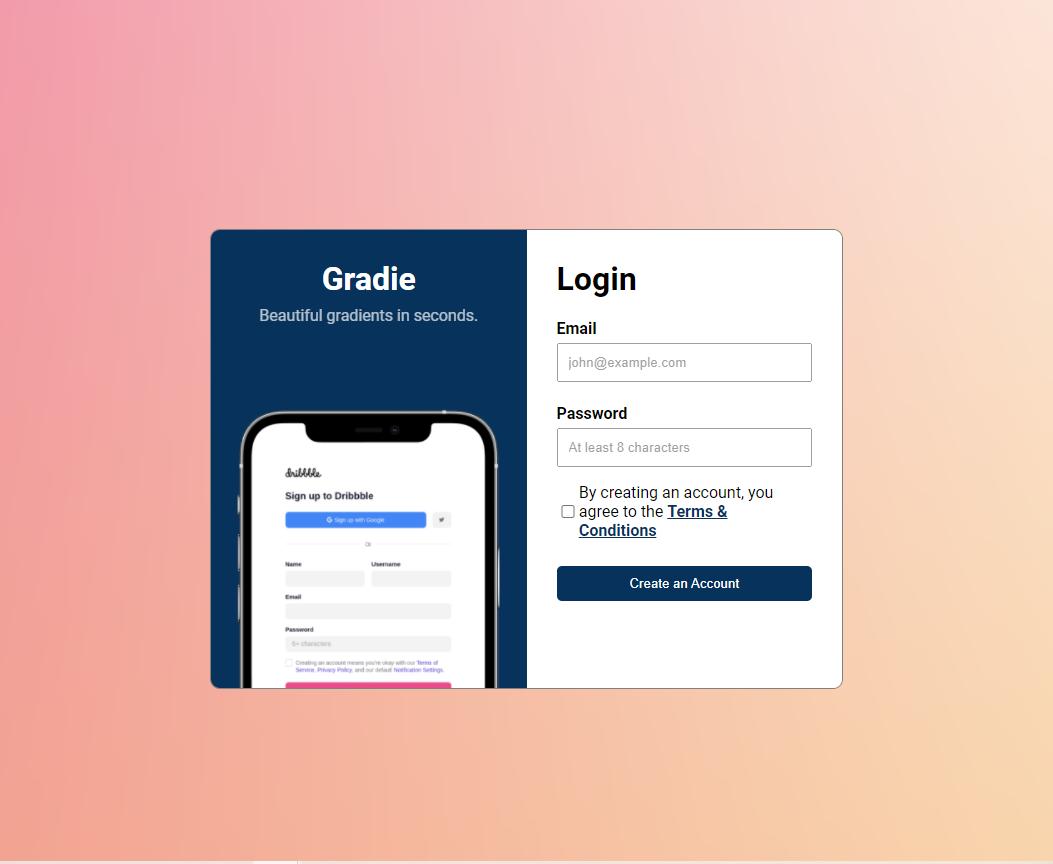 Gradie
Beautiful gradients in seconds.
dribbble
Sign up to Dribbble
G Sign up with Google
Or
Name
Username
Email
Password
6+ characters
Creating an account means you're okay with our Terms of
Service, Privacy Policy, and our default Notification Settings.
Login
Email
john@example.com
Password
At least 8 characters
By creating an account, you
agree to the Terms &
Conditions
Create an Account